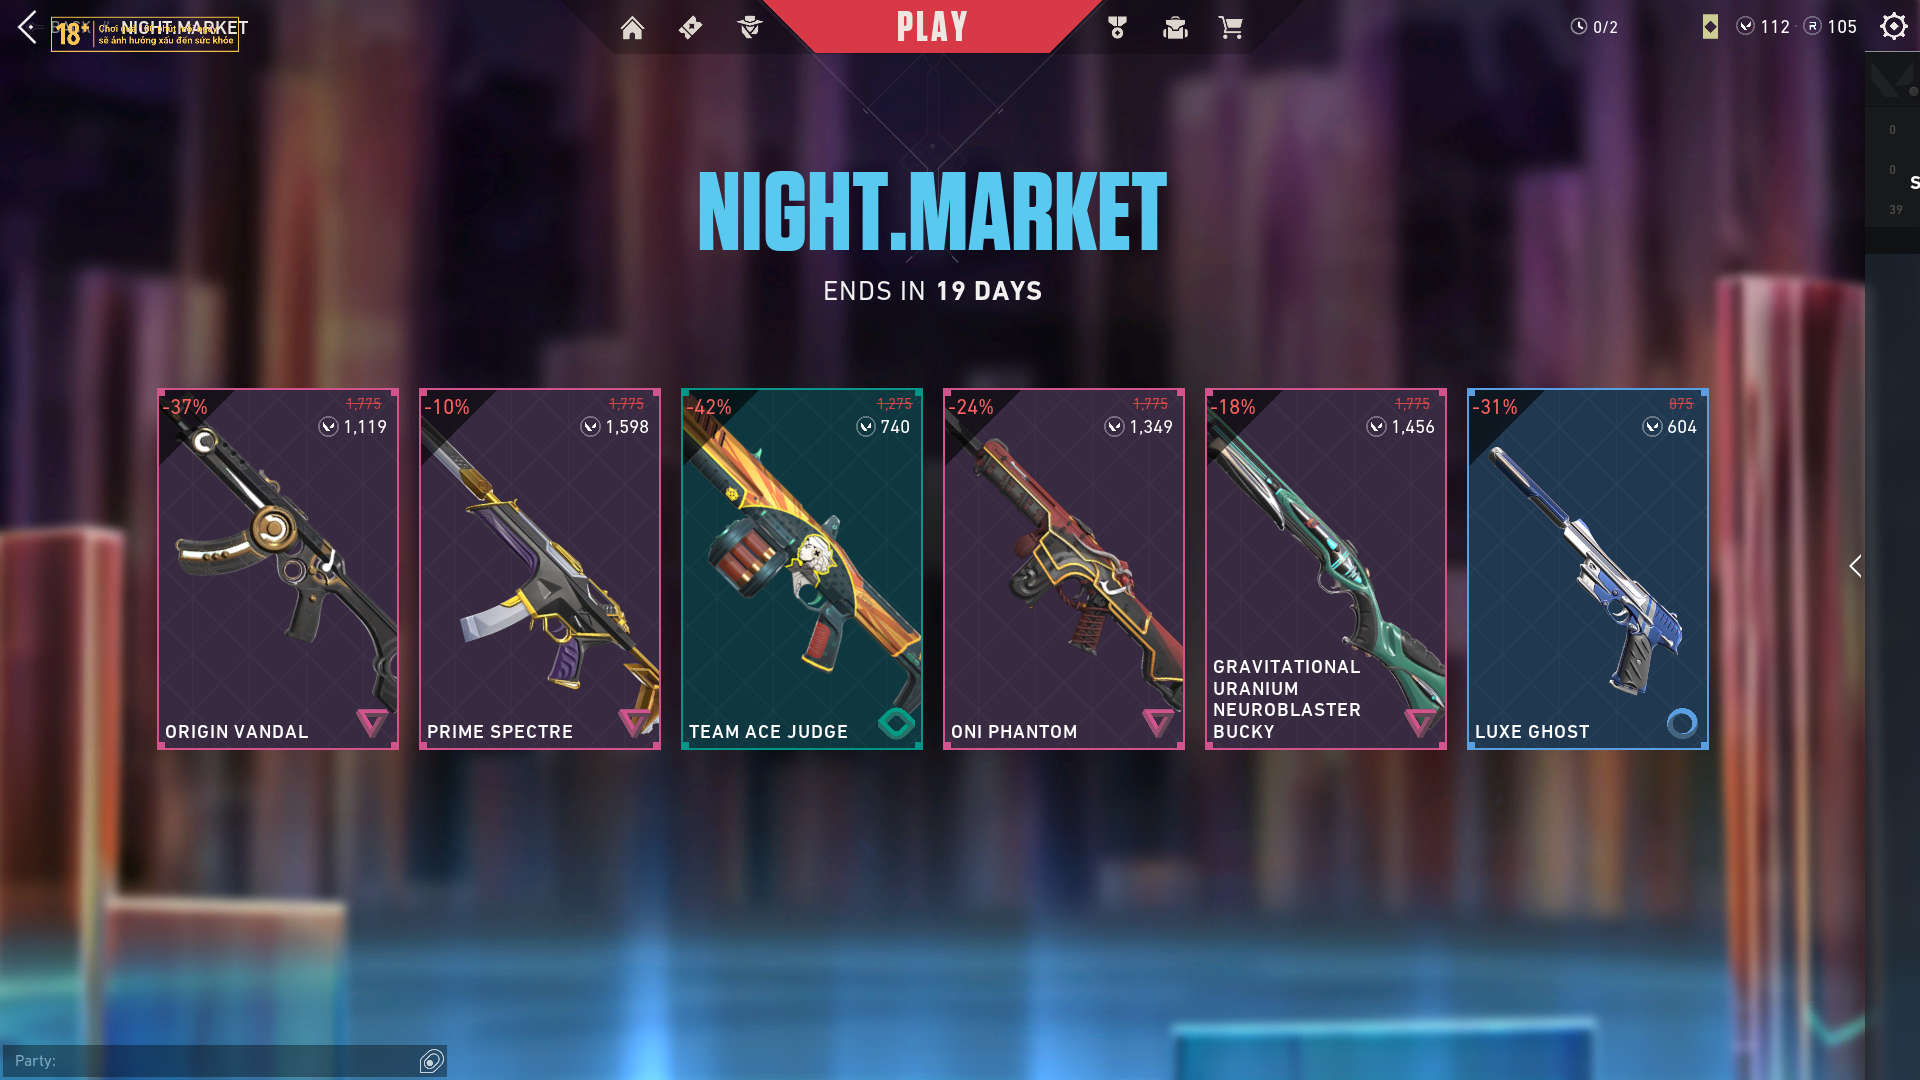 NIGHT.MARKET
18+
sẽ ảnh hưởng xấu đến sức khỏe
PLAY
0/2
112
R 105
0
0
S
39
NIGHT.MARKET
ENDS IN 19 DAYS
-37%
1,775
1,119
ORIGIN VANDAL
-10%
1,775
1,598
PRIME SPECTRE
-42%
1,275
740
TEAM ACE JUDGE
-24%
1,775
1,349
ONI PHANTOM
-18%
1,775
1,456
GRAVITATIONAL
URANIUM
NEUROBLASTER
BUCKY
-31%
875
604
LUXE GHOST
Party: